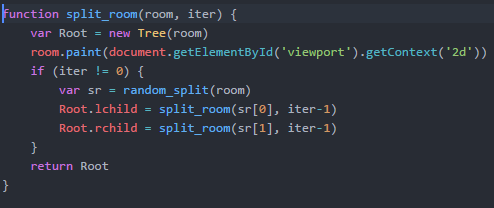 function split_room(room, iter) {
    var Root = new Tree(room)
    room.paint(document.getElementById('viewport').getContext('2d'))
    if (iter != 0) {
        var sr = random_split(room)
        Root.lchild = split_room(sr[0], iter-1)
        Root.rchild = split_room(sr[1], iter-1)
    }
    return Root
}